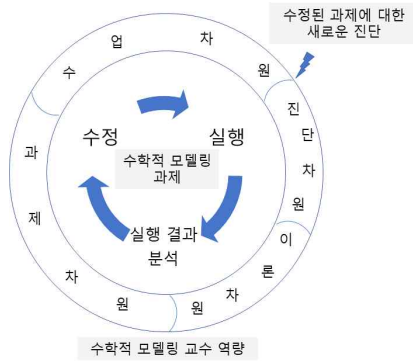 수정된 과제에 대한
새로운 진단
수업 차원
진단 차원
이론 차원
과제 차원
수정
실행
수학적 모델링
과제
실행 결과
분석
수학적 모델링 교수 역량